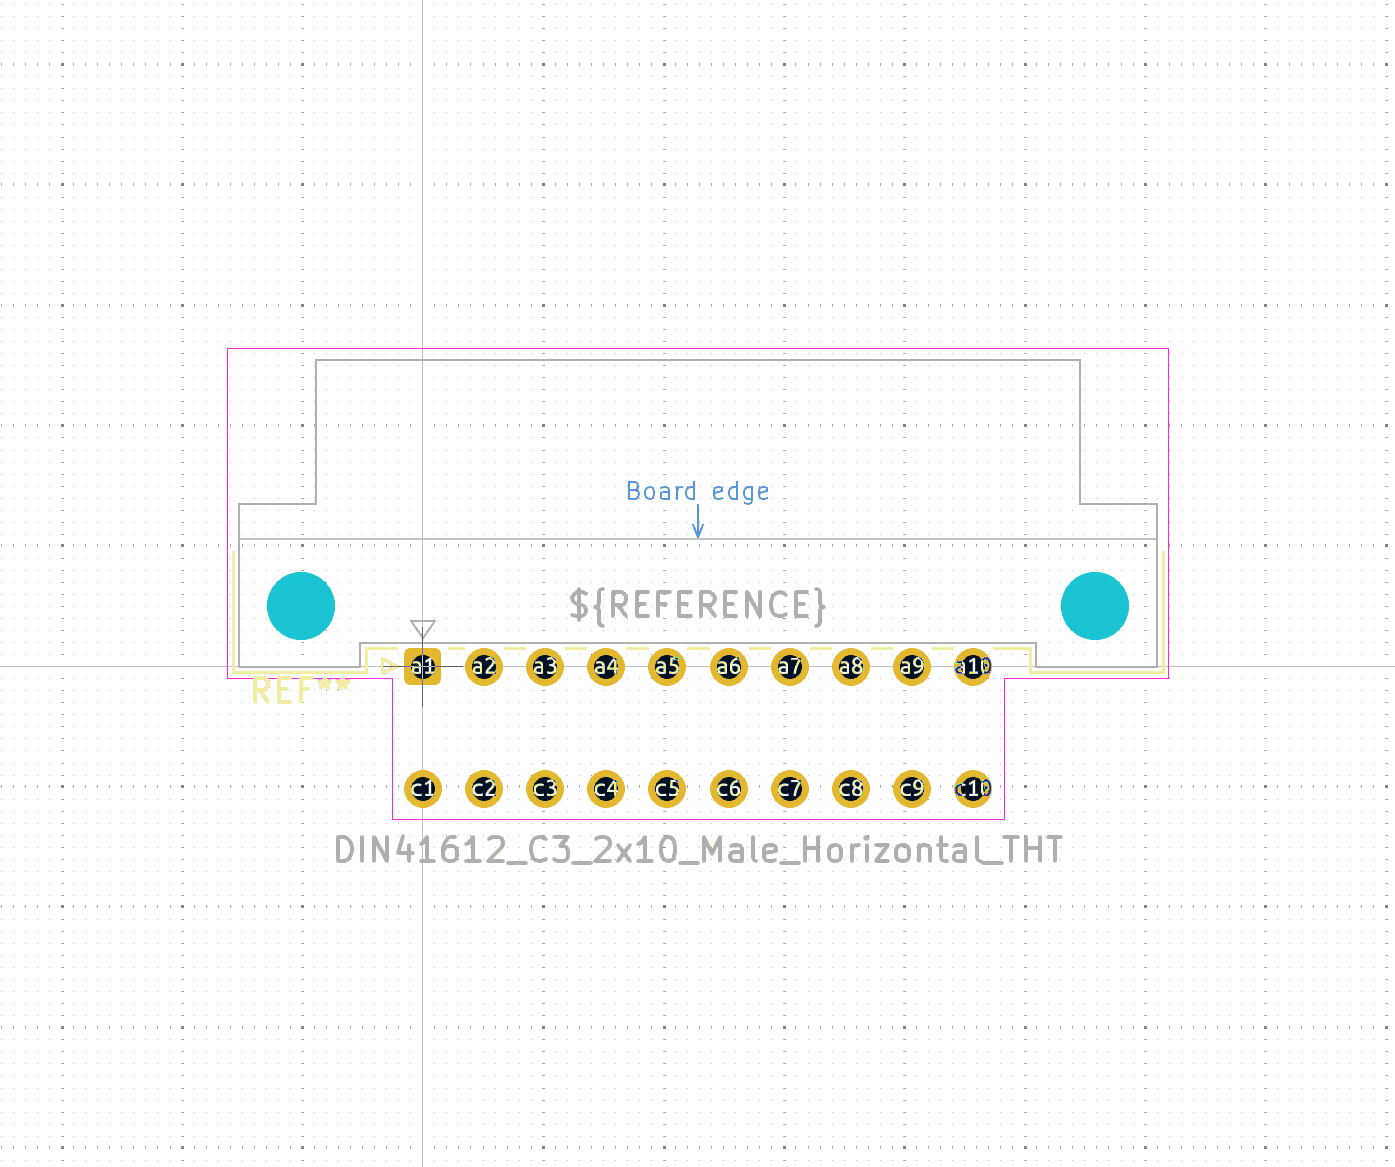 Board edge
${REFERENCE}
a1 a2 a3 a4 a5 a6 a7 a8 a9 a10
REF**
c1 c2 c3 c4 c5 c6 c7 c8 c9 c10
DIN41612_C3_2x10_Male_Horizontal_THT